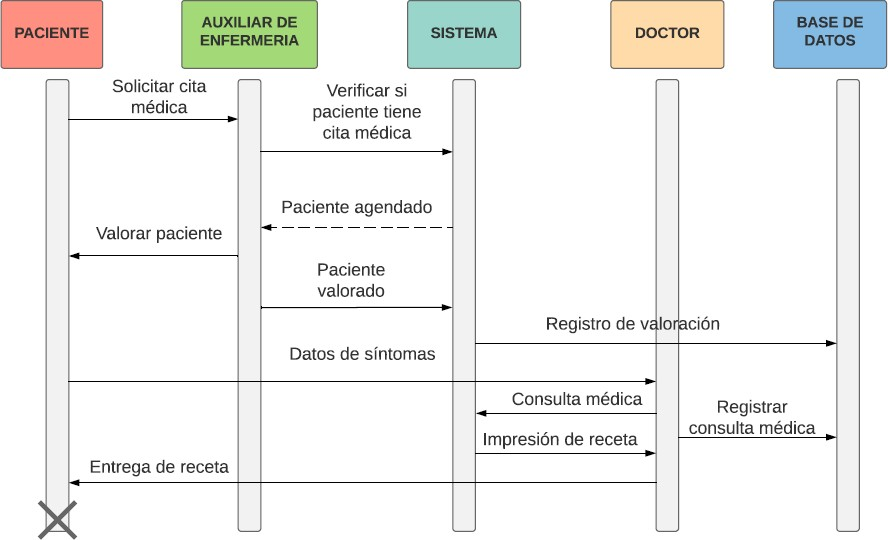 PACIENTE
AUXILIAR DE
ENFERMERIA
SISTEMA
DOCTOR
BASE DE
DATOS
Solicitar cita
médica
Verificar si
paciente tiene
cita médica
Paciente agendado
Valorar paciente
Paciente
valorado
Registro de valoración
Datos de síntomas
Consulta médica
Registrar
consulta médica
Impresión de receta
Entrega de receta